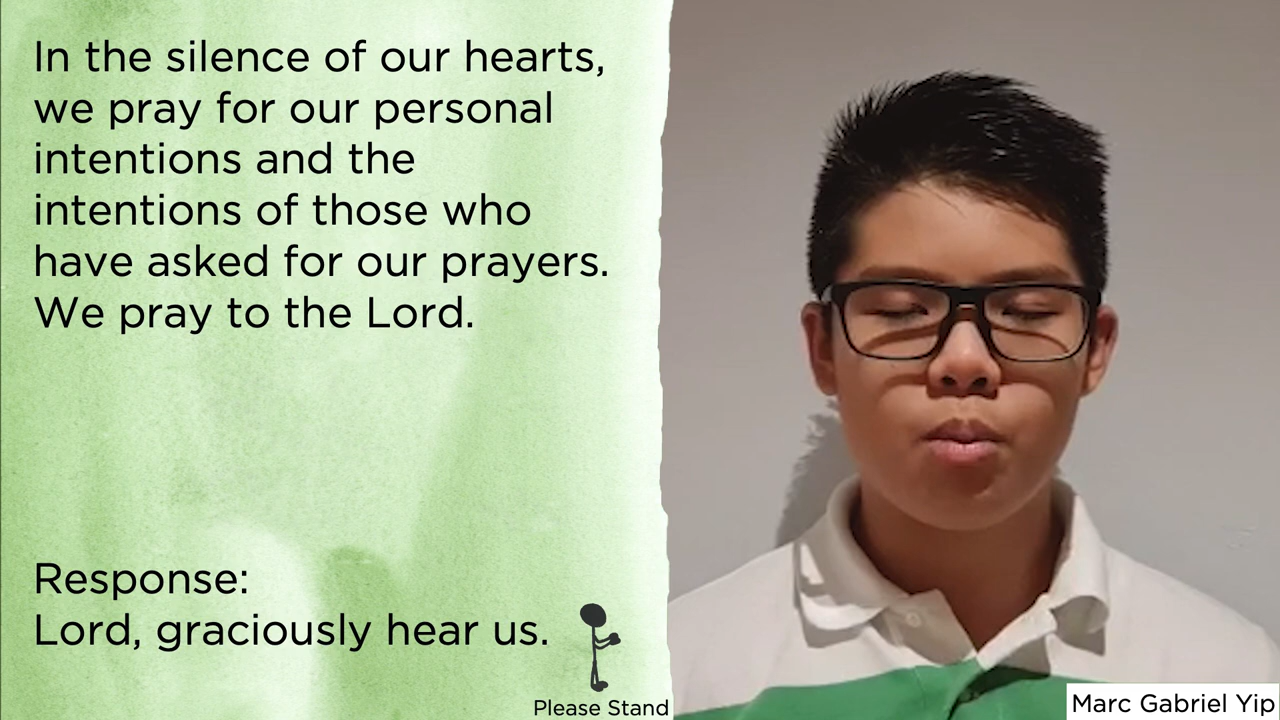 In the silence of our hearts,
we pray for our personal
intentions and the
intentions of those who
have asked for our prayers.
We pray to the Lord.
Response:
Lord, graciously hear us.
Please Stand
Marc Gabriel Yip